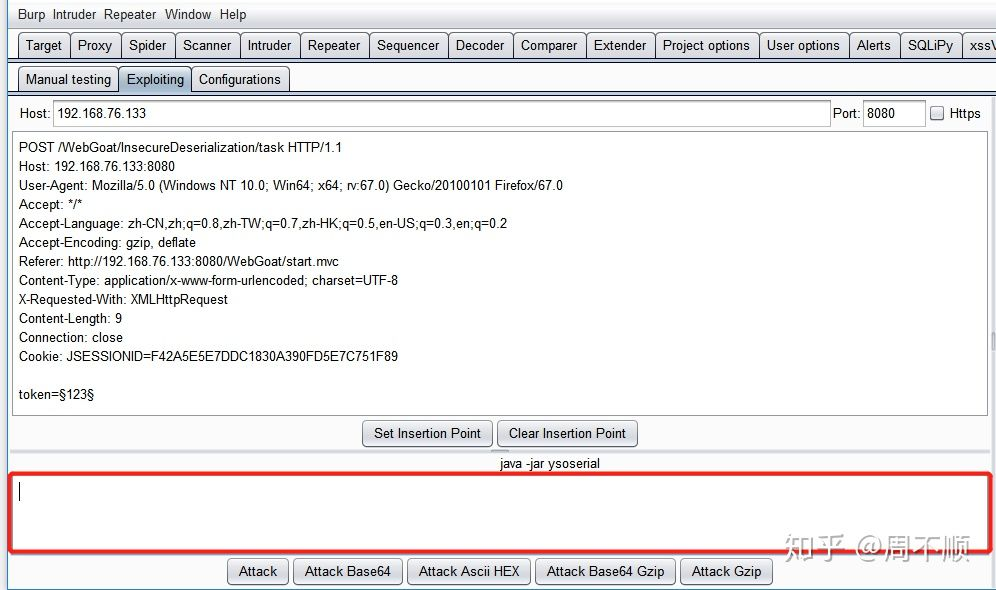 Burp Intruder Repeater Window Help
Target Proxy Spider Scanner Intruder Repeater Sequencer Decoder Comparer Extender Project options User options Alerts SQLiPy xssV
Manual testing Exploiting Configurations
Host: 192.168.76.133 Port: 8080 Https
POST /WebGoat/InsecureDeserialization/task HTTP/1.1
Host: 192.168.76.133:8080
User-Agent: Mozilla/5.0 (Windows NT 10.0; Win64; x64; rv:67.0) Gecko/20100101 Firefox/67.0
Accept: */*
Accept-Language: zh-CN,zh;q=0.8,zh-TW;q=0.7,zh-HK;q=0.5,en-US;q=0.3,en;q=0.2
Accept-Encoding: gzip, deflate
Referer: http://192.168.76.133:8080/WebGoat/start.mvc
Content-Type: application/x-www-form-urlencoded; charset=UTF-8
X-Requested-With: XMLHttpRequest
Content-Length: 9
Connection: close
Cookie: JSESSIONID=F42A5E5E7DDC1830A390FD5E7C751F89
token=§123§
Set Insertion Point Clear Insertion Point
java -jar ysoserial
知乎 @周不顺
Attack Attack Base64 Attack Ascii HEX Attack Base64 Gzip Attack Gzip